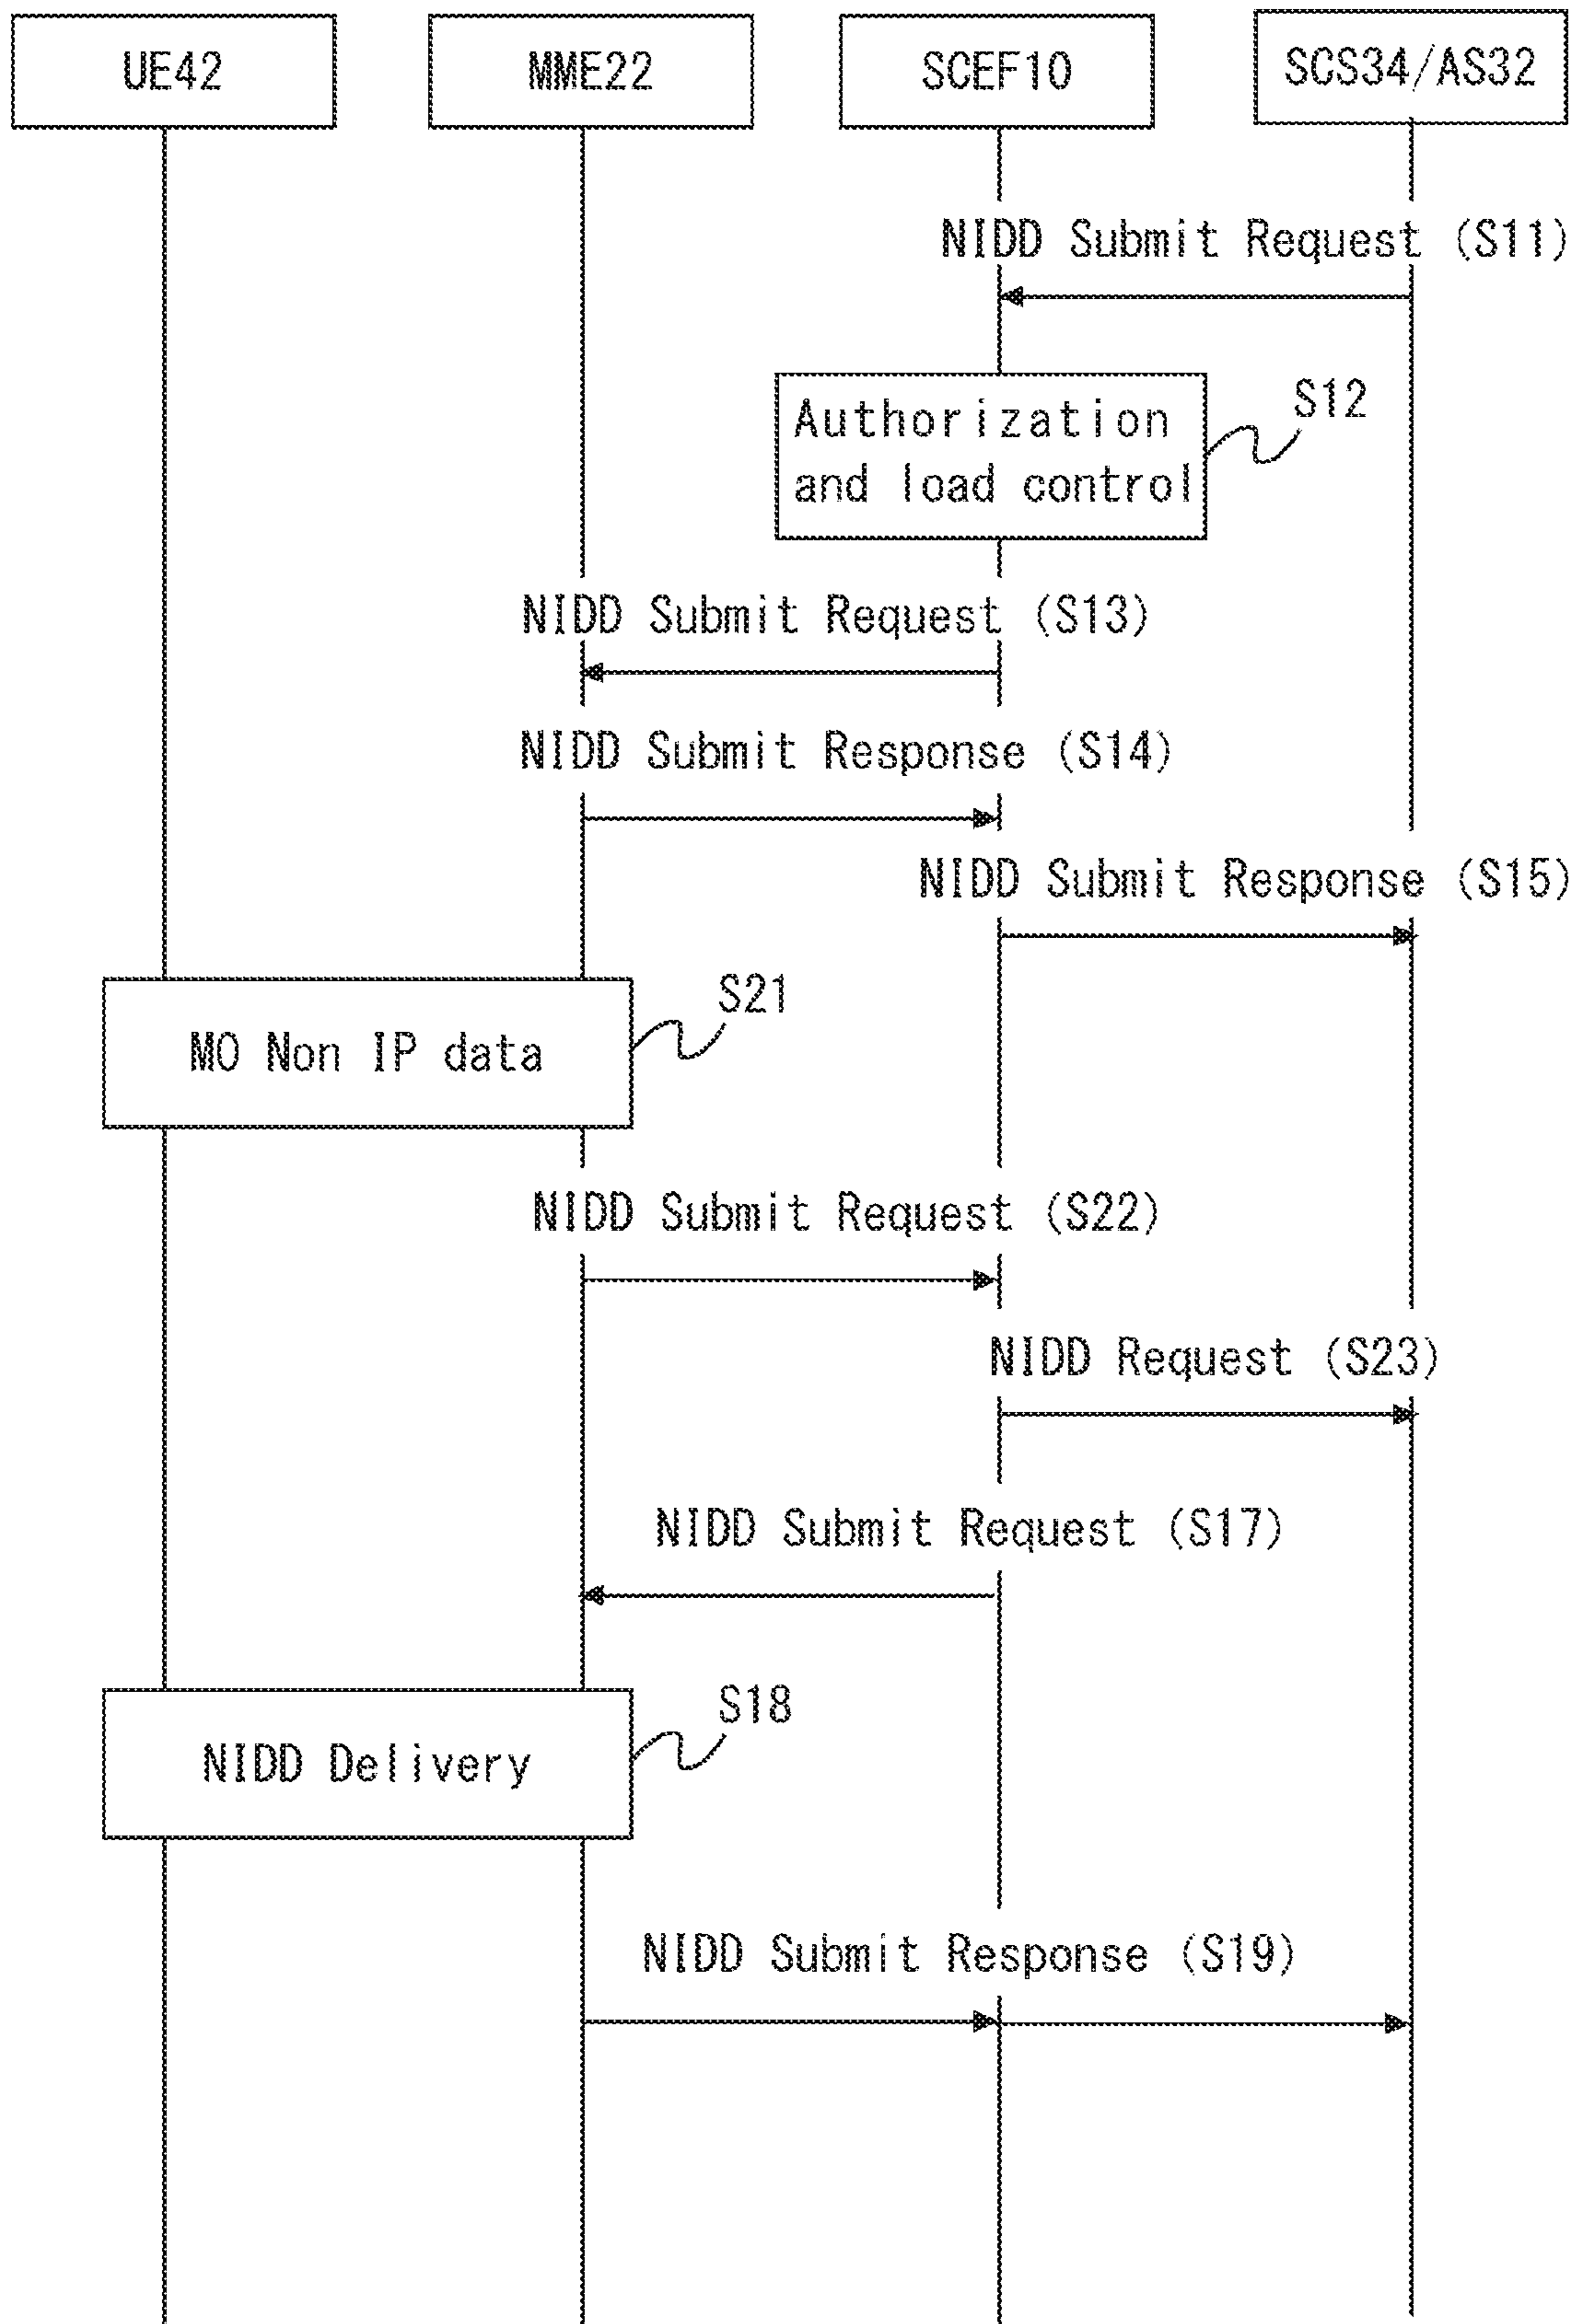 UE42
MME22
SCEF10
SCS34/AS32
NIDD Submit Request (S11)
S12
Authorization
and load control
NIDD Submit Request (S13)
NIDD Submit Response (S14)
NIDD Submit Response (S15)
S21
MO Non IP data
NIDD Submit Request (S22)
NIDD Request (S23)
NIDD Submit Request (S17)
S18
NIDD Delivery
NIDD Submit Response (S19)